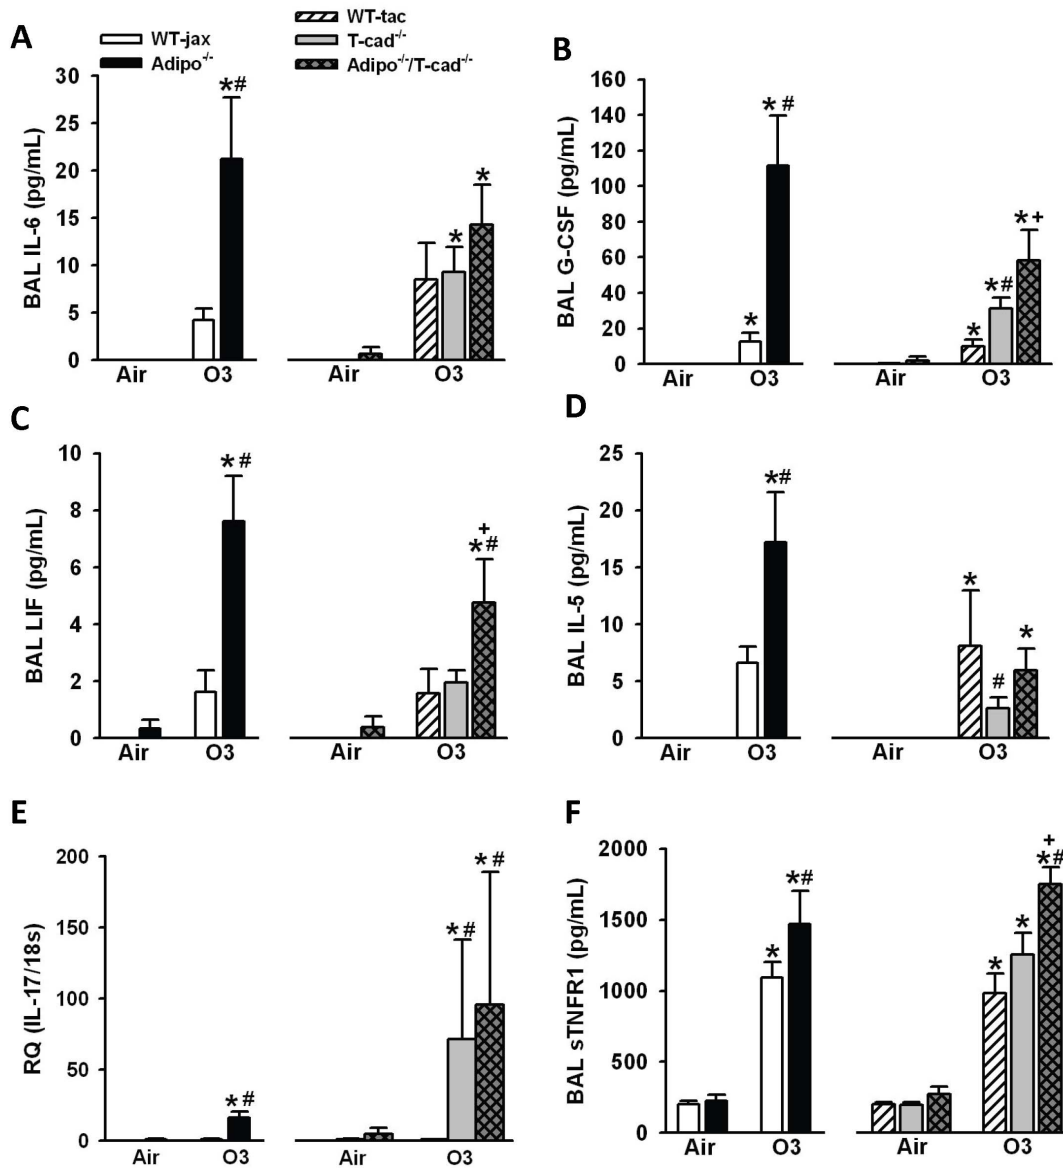 A
WT-jax
Adipo-/-
WT-tac
T-cad-/-
Adipo-/-/T-cad-/-
BAL IL-6 (pg/mL)
30
25
20
15
10
5
0
*#
*
*
Air
O3
Air
O3
B
BAL G-CSF (pg/mL)
160
140
120
100
80
60
40
20
0
*
*#
*
*#
*+
Air
O3
Air
O3
C
BAL LIF (pg/mL)
10
8
6
4
2
0
*#
+
*#
Air
O3
Air
O3
D
BAL IL-5 (pg/mL)
25
20
15
10
5
0
*#
*
#
*
Air
O3
Air
O3
E
RQ (IL-17/18s)
200
150
100
50
0
*#
*#
*#
Air
O3
Air
O3
F
BAL sTNFR1 (pg/mL)
2000
1500
1000
500
0
*
*#
*
*
+
*#
Air
O3
Air
O3